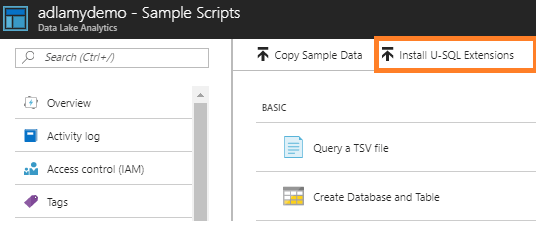 adlamydemo - Sample Scripts
Data Lake Analytics
Search (Ctrl+/)
Overview
Activity log
Access control (IAM)
Tags
Copy Sample Data
Install U-SQL Extensions
BASIC
Query a TSV file
Create Database and Table